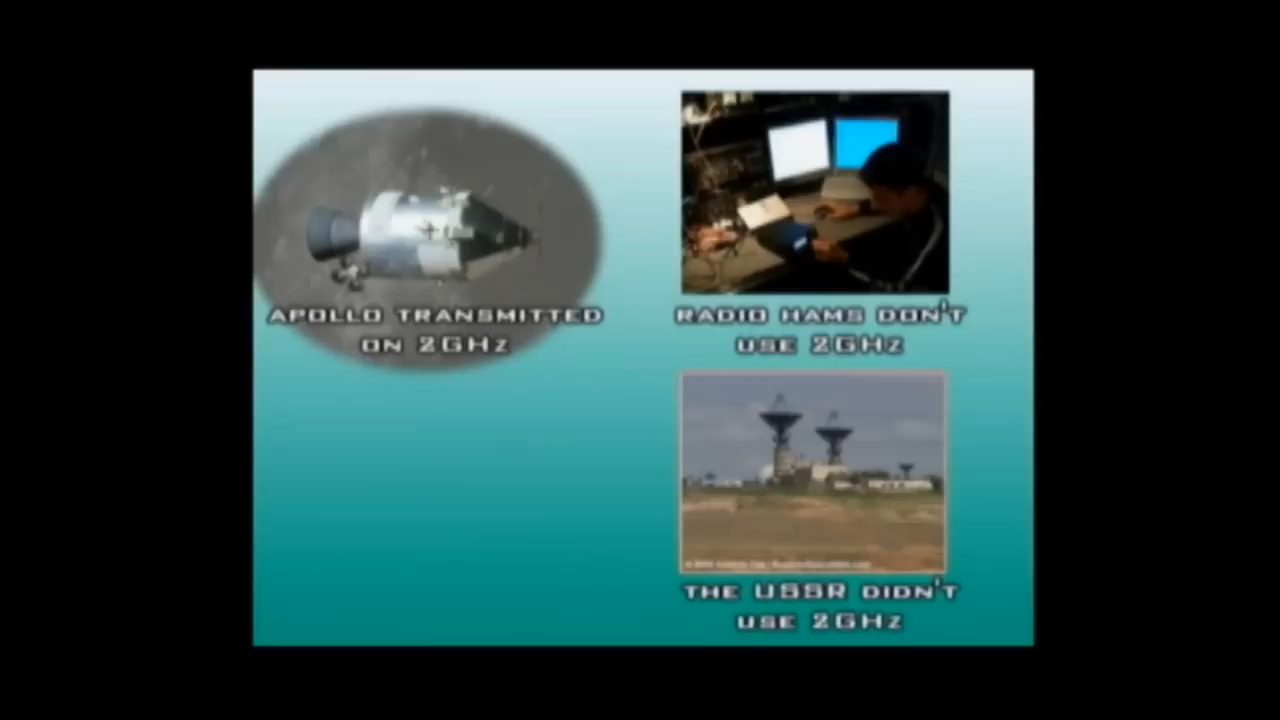 APOLLO TRANSMITTED
ON 2GHz
RADIO HAMS DON'T
USE 2GHz
THE USSR DIDN'T
USE 2GHz